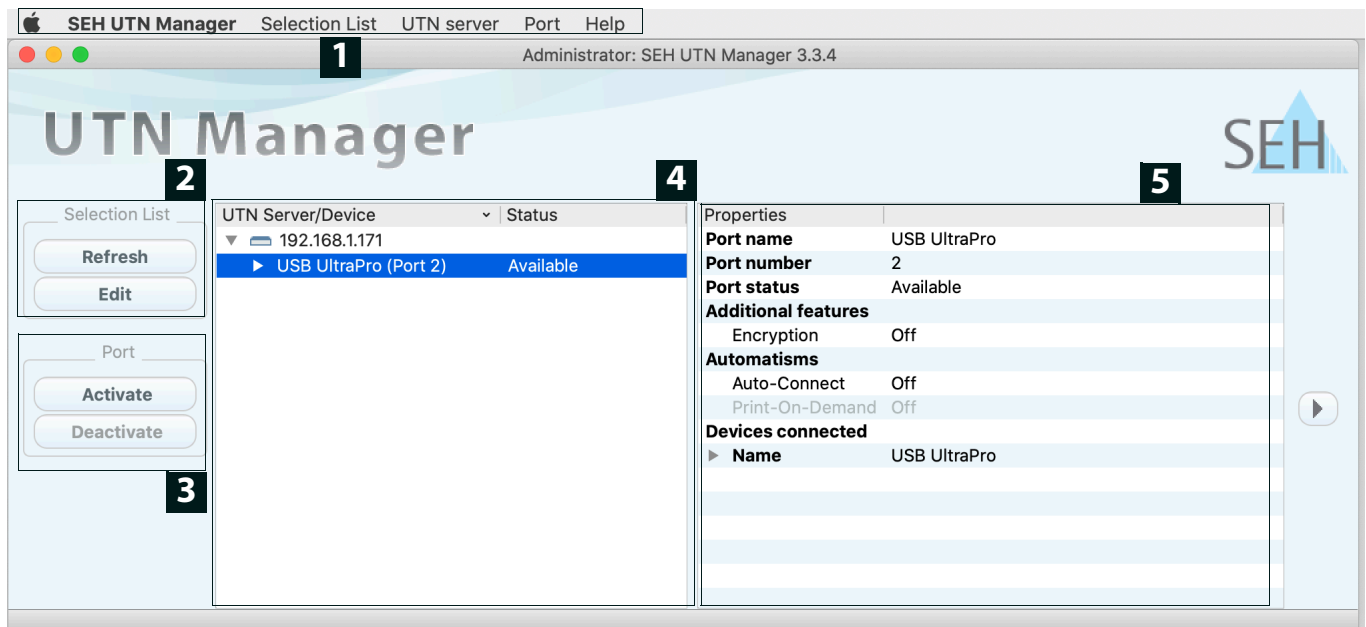 SEH UTN Manager Selection List UTN server Port Help
1
Administrator: SEH UTN Manager 3.3.4
UTN Manager
SEH
2
Selection List
Refresh
Edit
Port
Activate
Deactivate
3
4
UTN Server/Device Status
192.168.1.171
USB UltraPro (Port 2) Available
5
Properties
Port name USB UltraPro
Port number 2
Port status Available
Additional features
Encryption Off
Automatisms
Auto-Connect Off
Print-On-Demand Off
Devices connected
Name USB UltraPro